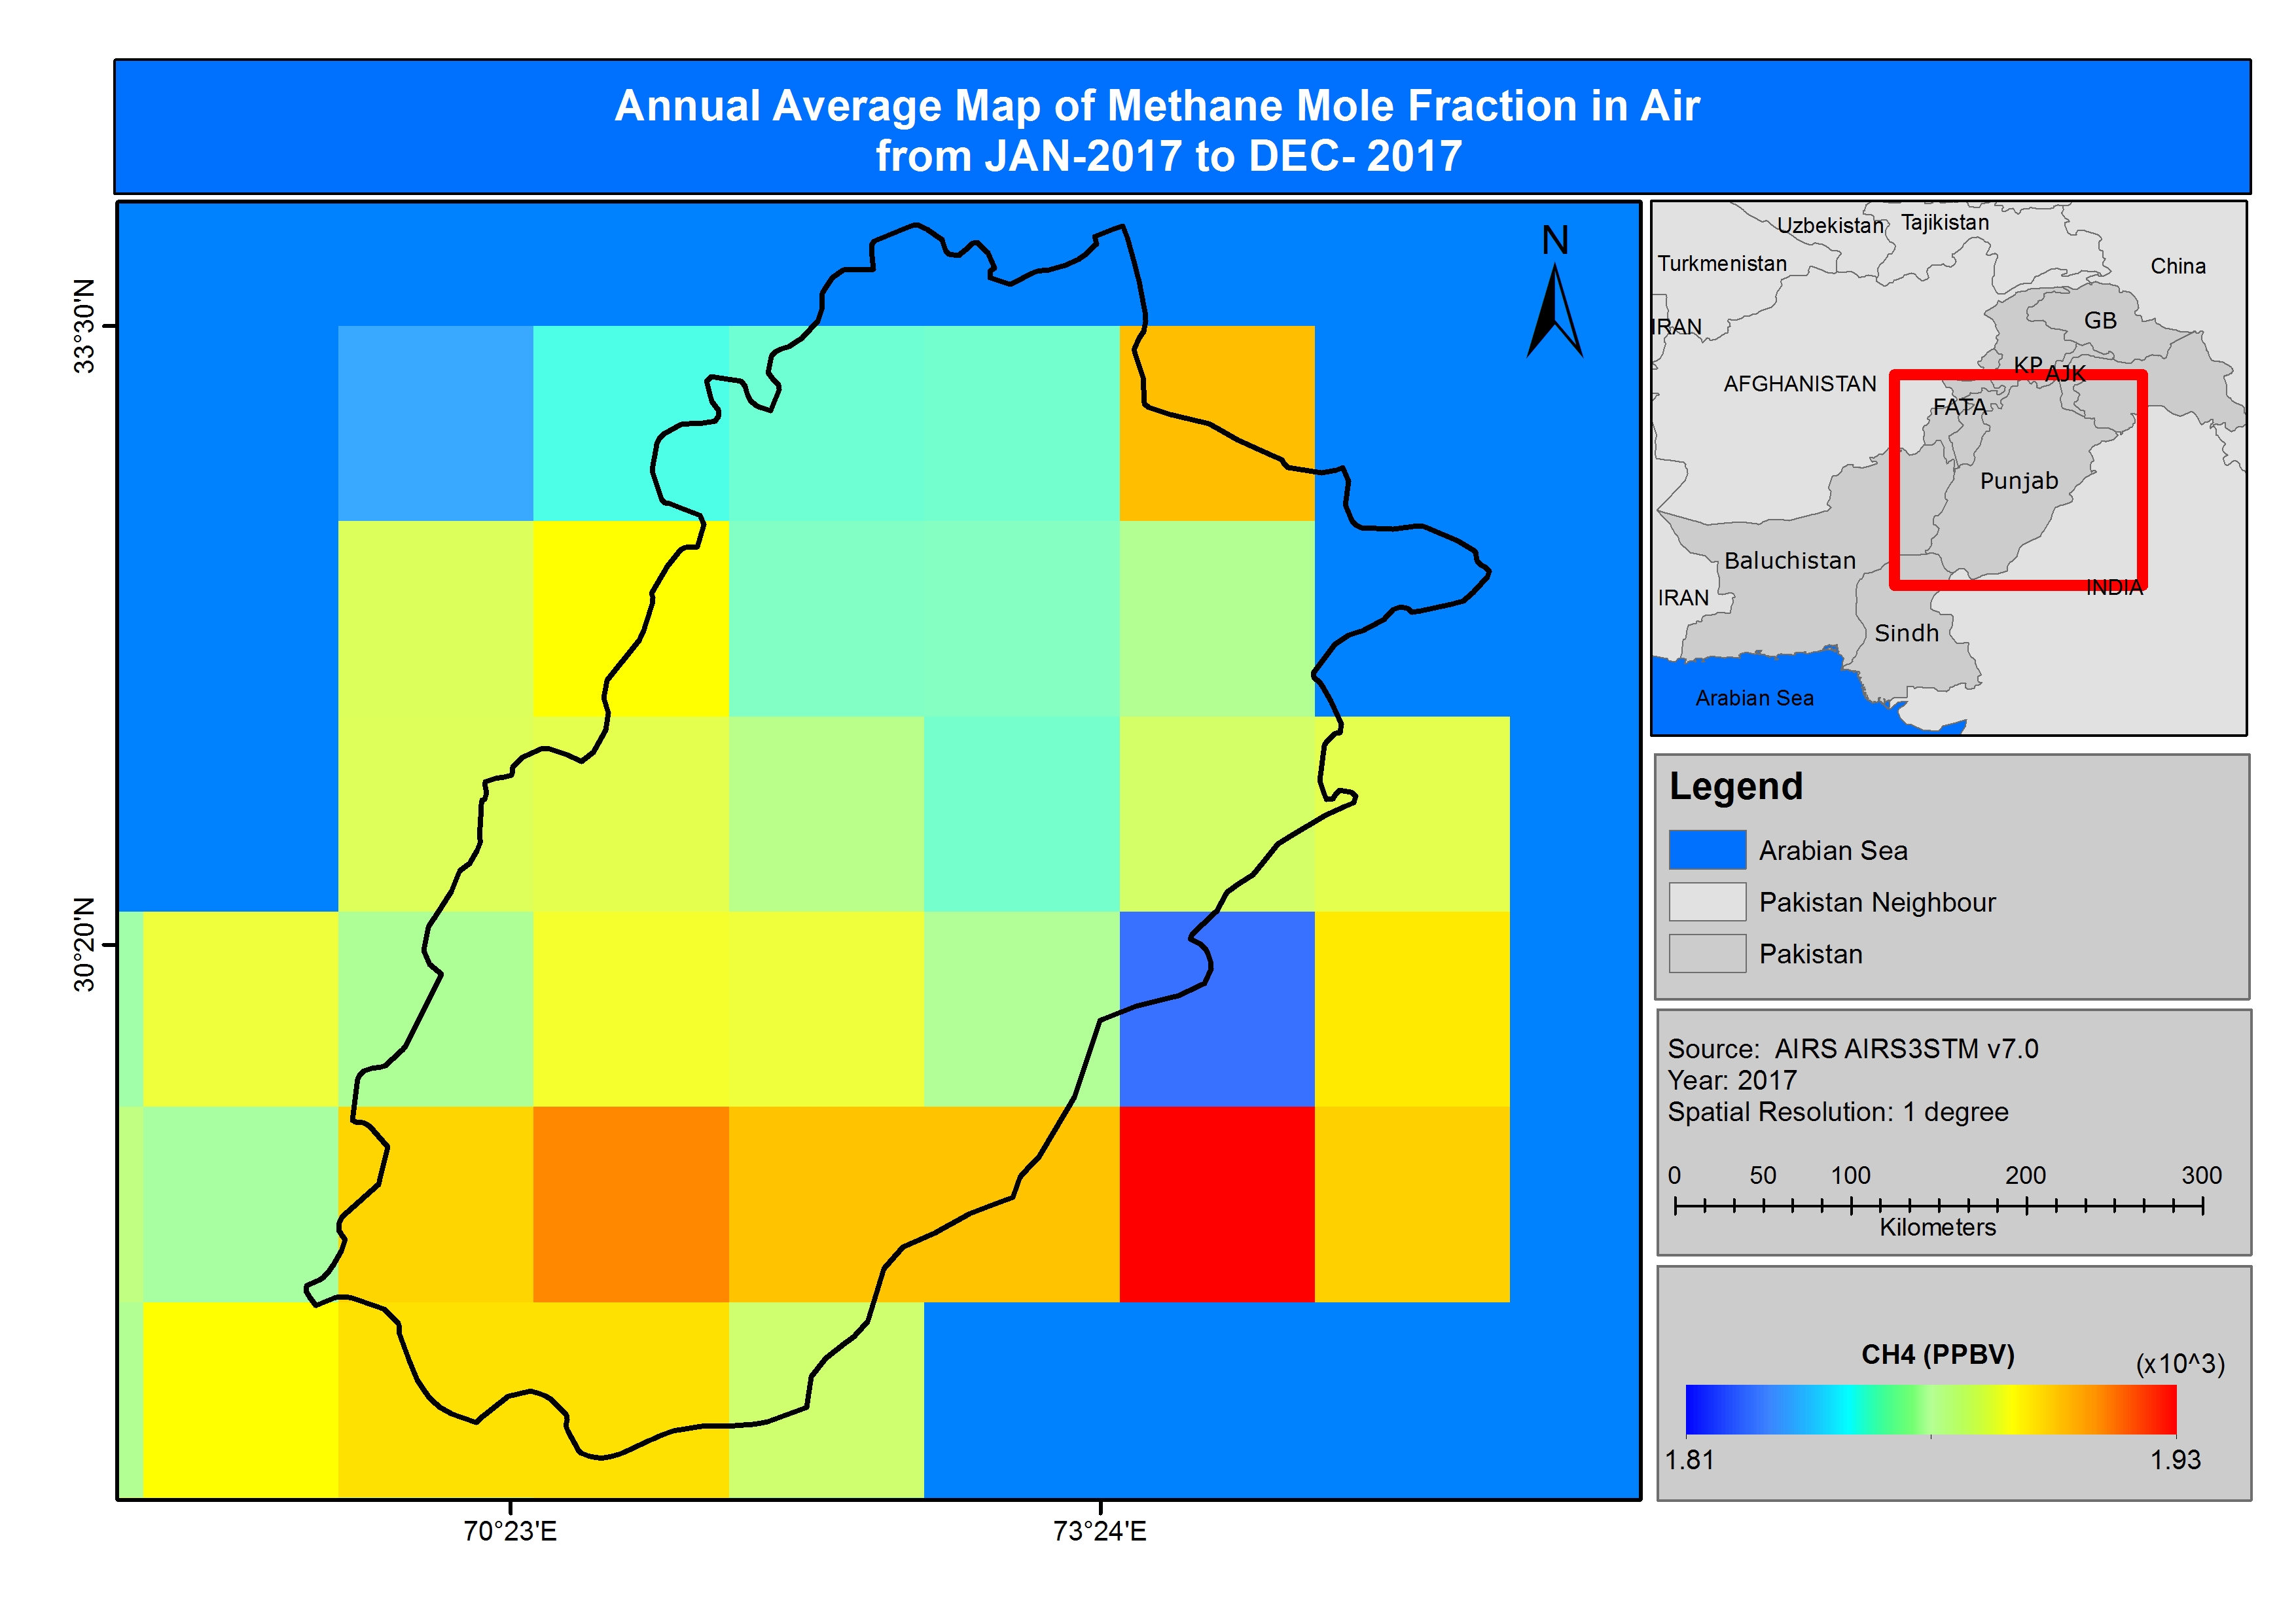 Annual Average Map of Methane Mole Fraction in Air
from JAN-2017 to DEC- 2017
33°30'N
30°20'N
70°23'E
73°24'E
N
Uzbekistan
Tajikistan
Turkmenistan
China
IRAN
GB
KP
AJK
AFGHANISTAN
FATA
Punjab
Baluchistan
IRAN
INDIA
Sindh
Arabian Sea
Legend
Arabian Sea
Pakistan Neighbour
Pakistan
Source: AIRS AIRS3STM v7.0
Year: 2017
Spatial Resolution: 1 degree
0 50 100 200 300
Kilometers
CH4 (PPBV) (x10^3)
1.81 1.93